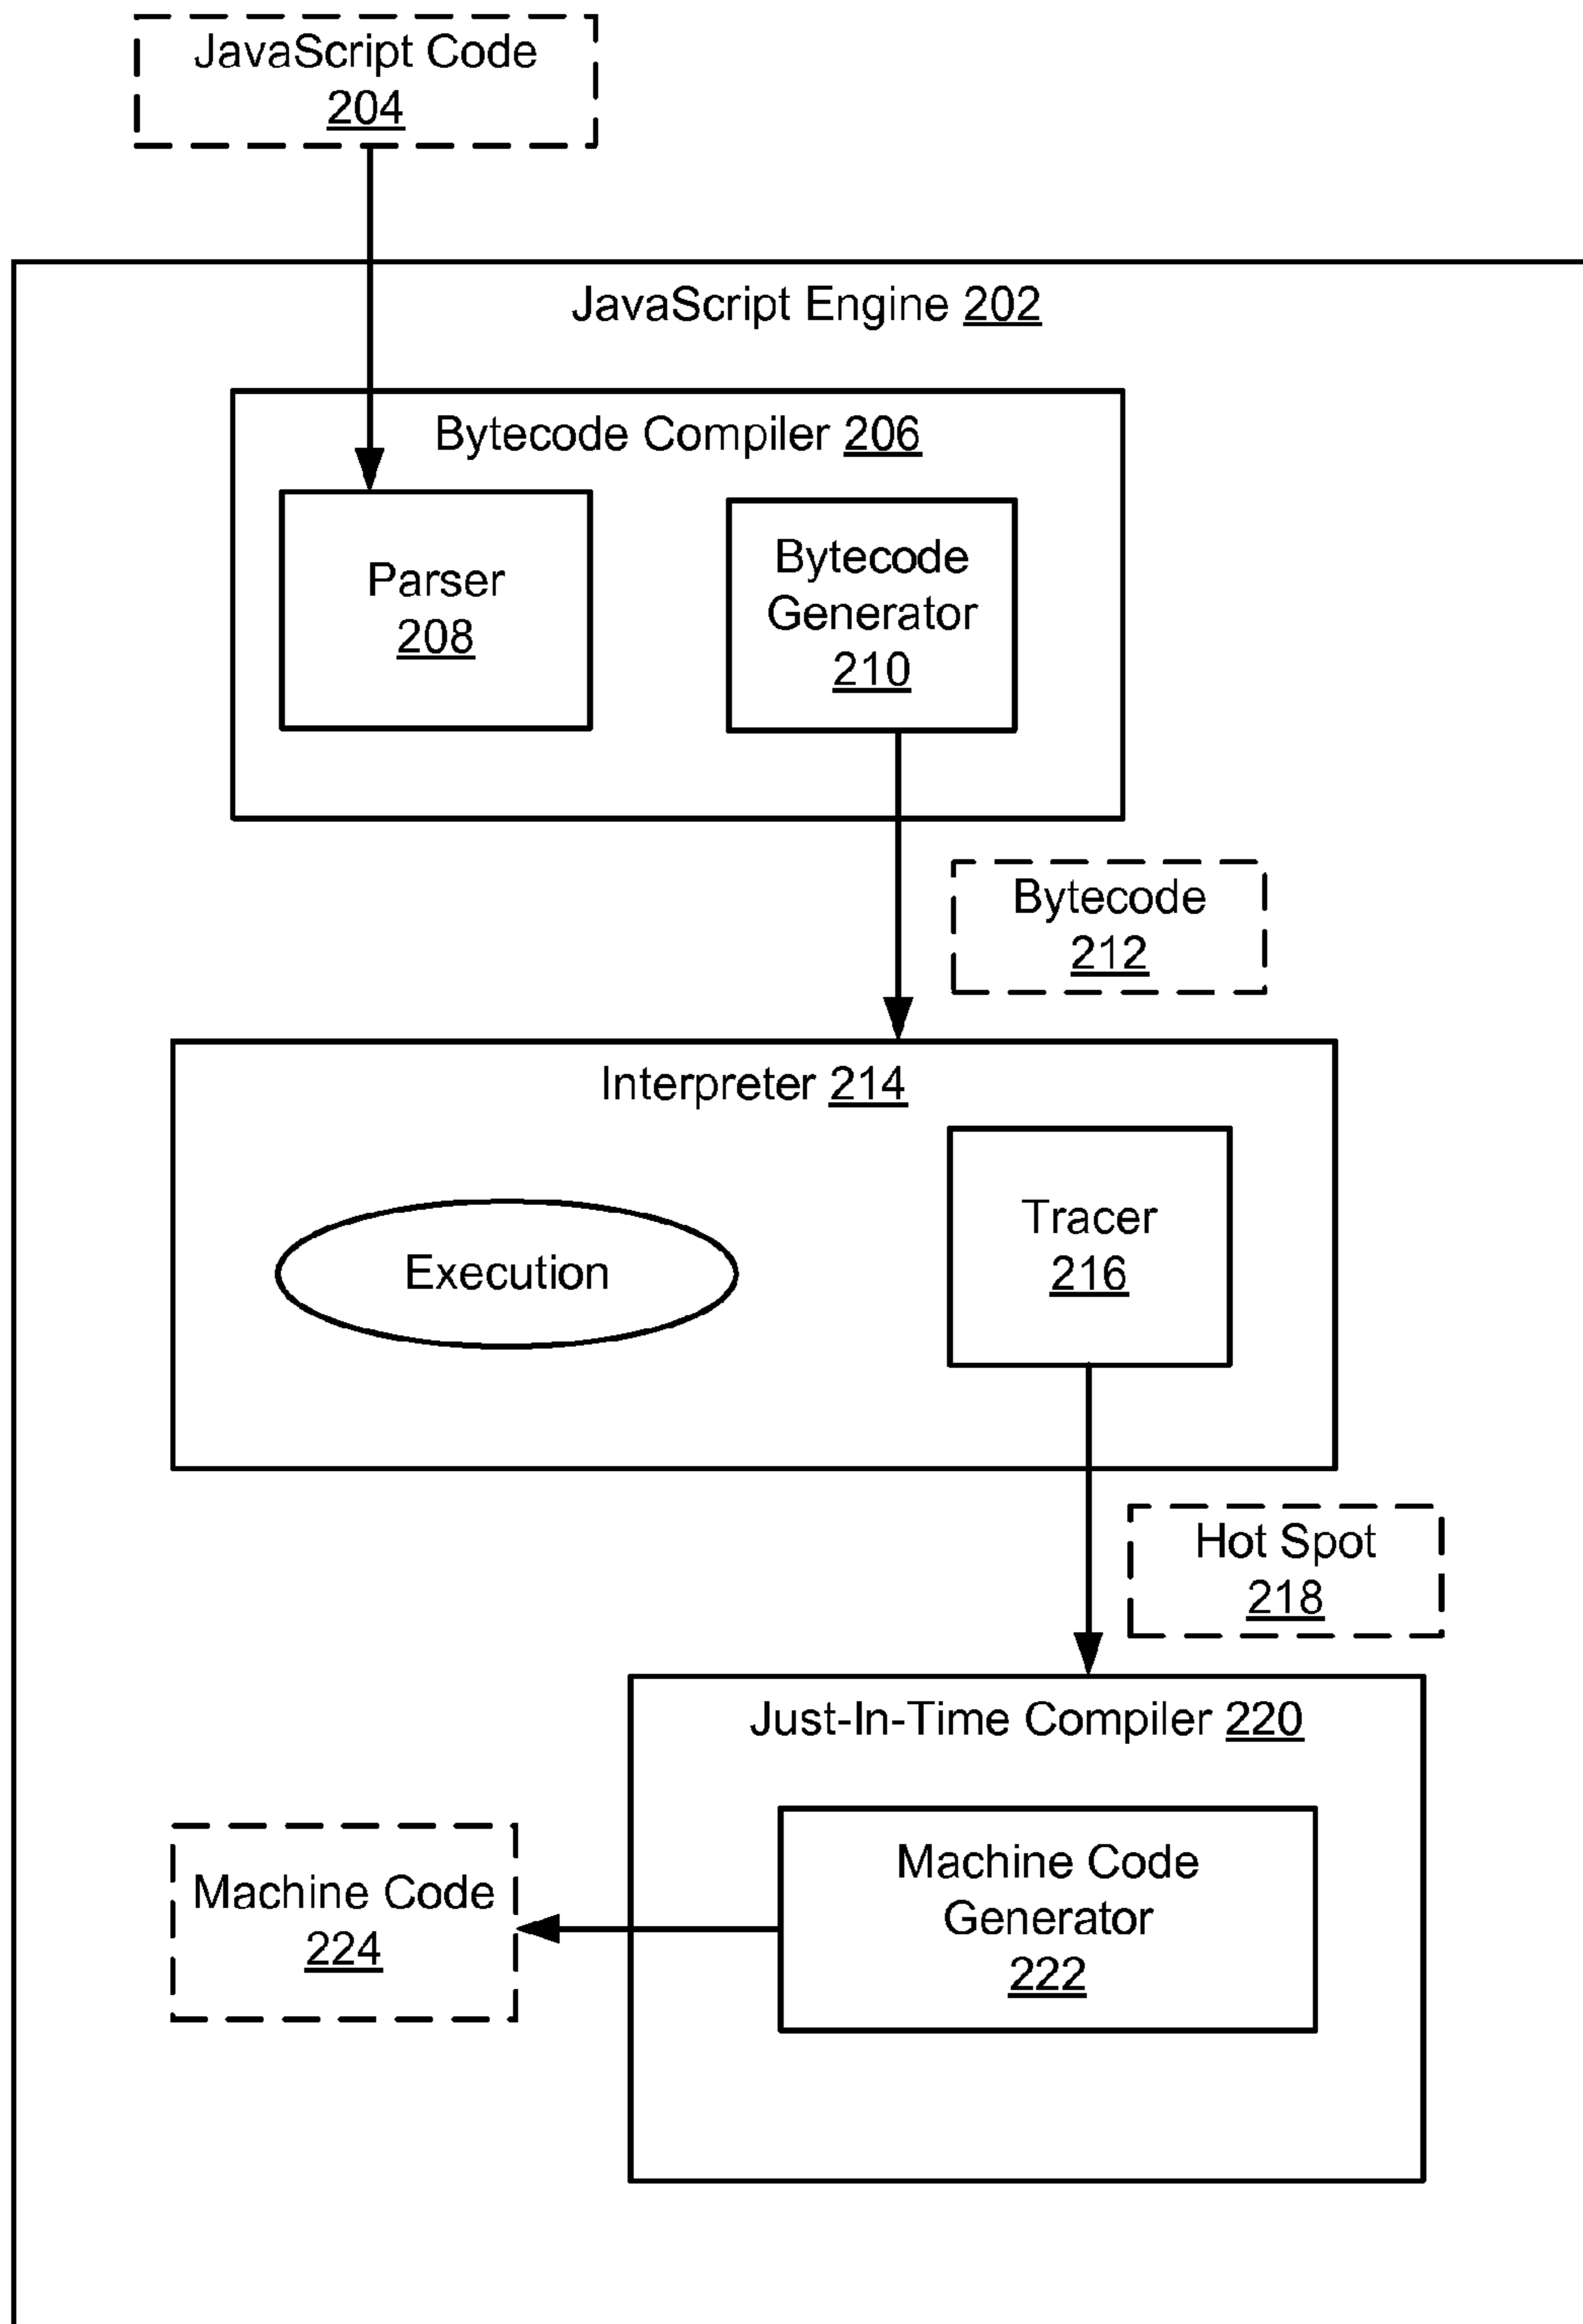 JavaScript Code
204
JavaScript Engine 202
Bytecode Compiler 206
Parser
208
Bytecode
Generator
210
Bytecode
212
Interpreter 214
Execution
Tracer
216
Hot Spot
218
Just-In-Time Compiler 220
Machine Code
Generator
222
Machine Code
224